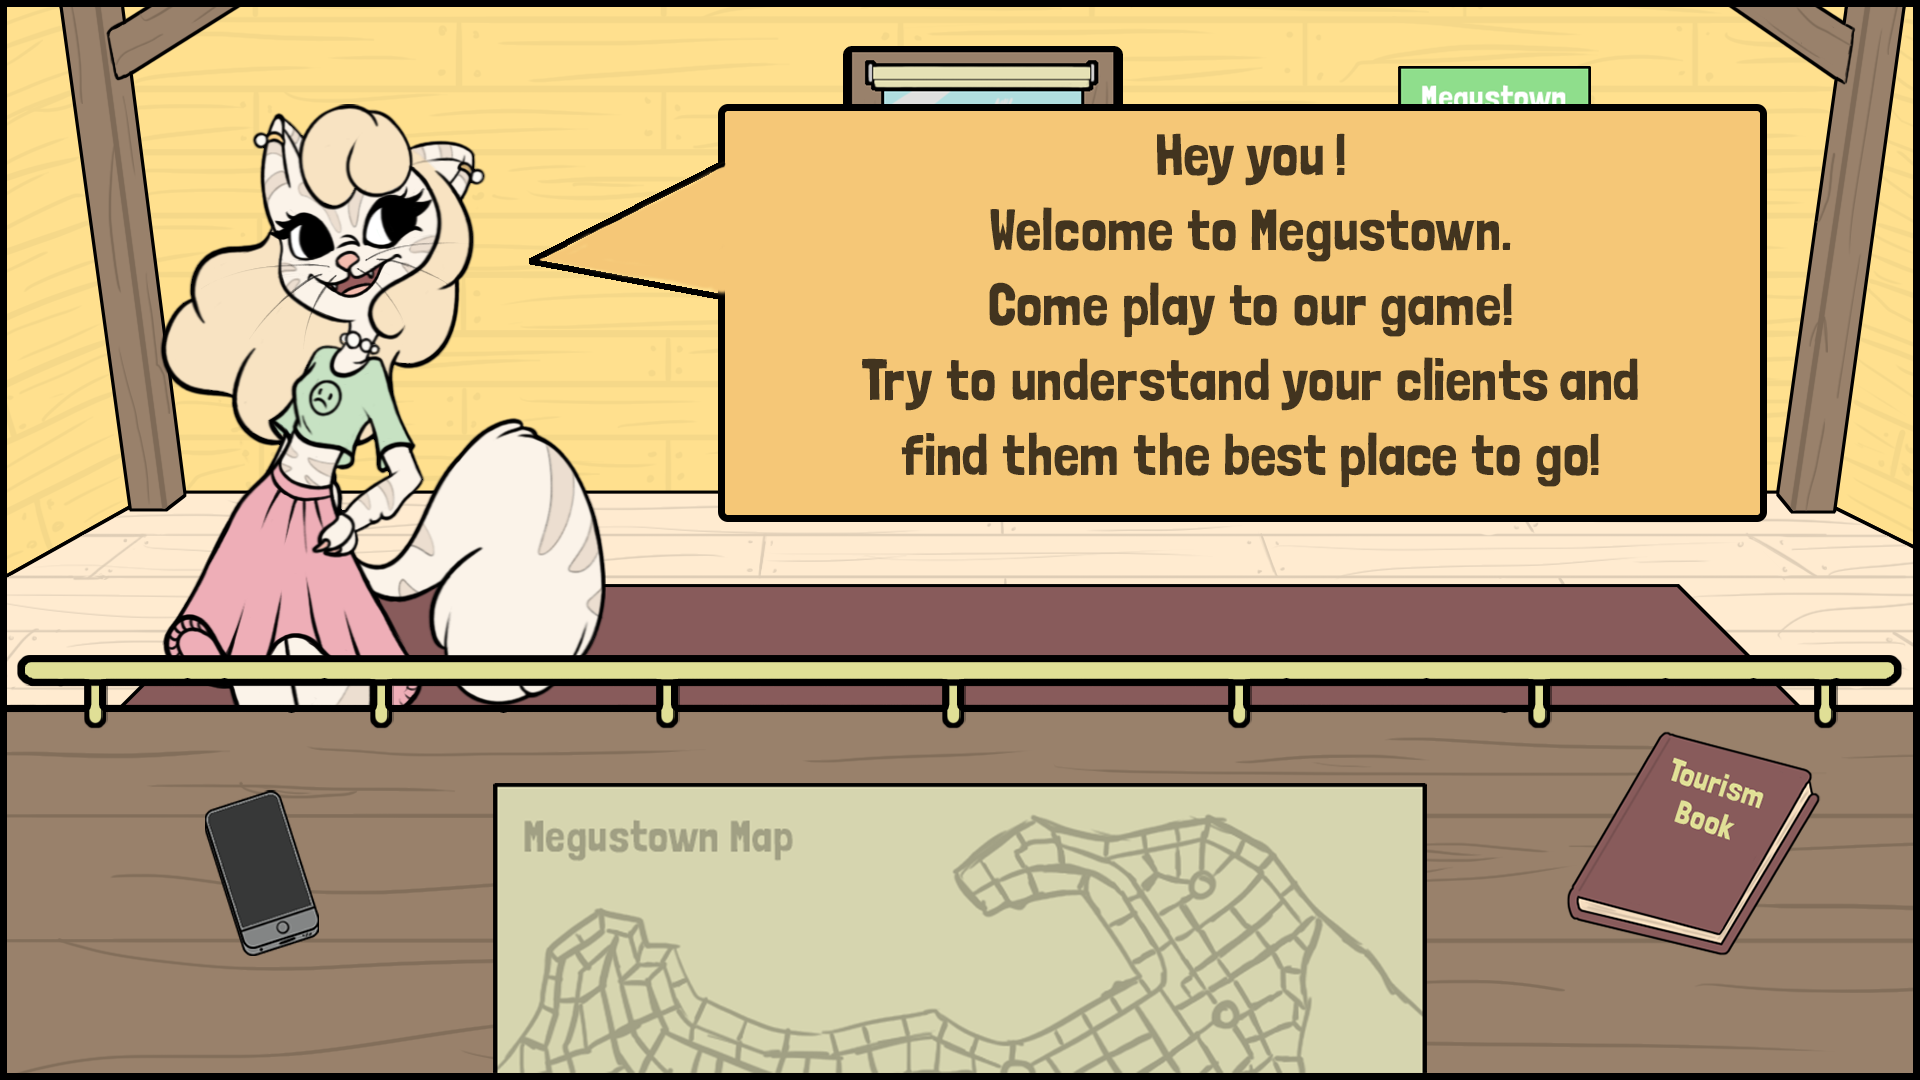 Megustown
Hey you !
Welcome to Megustown.
Come play to our game!
Try to understand your clients and
find them the best place to go!
Tourism
Book
Megustown Map